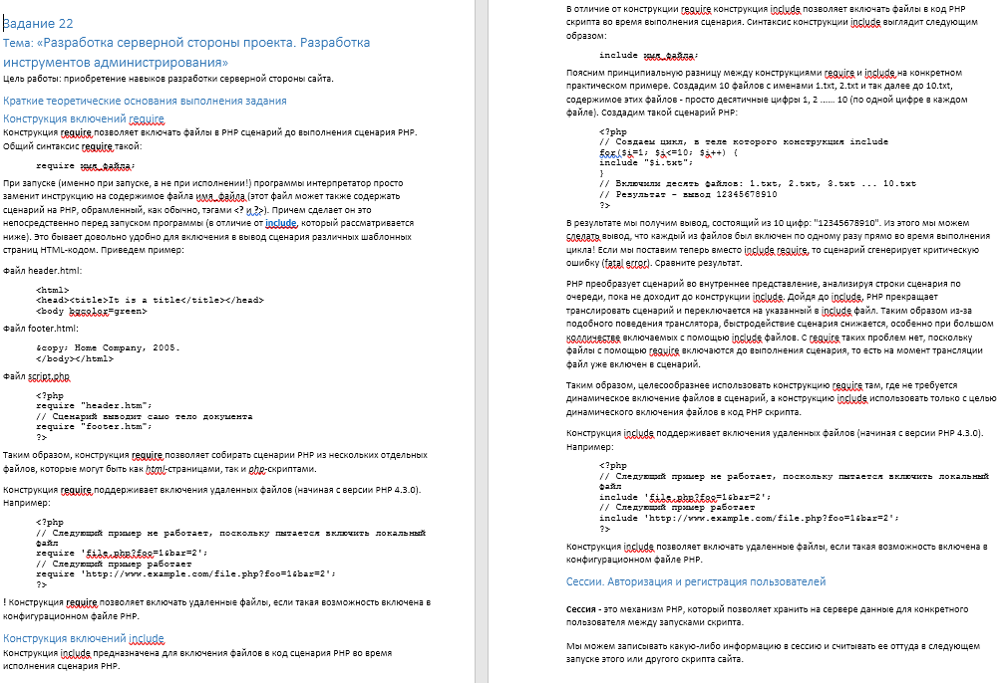 Задание 22
Тема: «Разработка серверной стороны проекта. Разработка
инструментов администрирования»
Цель работы: приобретение навыков разработки серверной стороны сайта.
Краткие теоретические основания выполнения задания
Конструкция включений require
Конструкция require позволяет включать файлы в PHP сценарий до выполнения сценария PHP.
Общий синтаксис require такой:
require имя_файла;
При запуске (именно при запуске, а не при исполнении!) программы интерпретатор просто
заменит инструкцию на содержимое файла имя_файла (этот файл может также содержать
сценарий на PHP, обрамленный, как обычно, тэгами <? и ?>). Причем сделает он это
непосредственно перед запуском программы (в отличие от include, который рассматривается
ниже). Это бывает довольно удобно для включения в вывод сценария различных шаблонных
страниц HTML-кодом. Приведем пример:
Файл header.html:
<html>
<head><title>It is a title</title></head>
<body bgcolor=green>
Файл footer.html:
&copy; Home Company, 2005.
</body></html>
Файл script.php
<?php
require "header.htm";
// Сценарий выводит само тело документа
require "footer.htm";
?>
Таким образом, конструкция require позволяет собирать сценарии PHP из нескольких отдельных
файлов, которые могут быть как html-страницами, так и php-скриптами.
Конструкция require поддерживает включения удаленных файлов (начиная с версии PHP 4.3.0).
Например:
<?php
// Следующий пример не работает, поскольку пытается включить локальный
файл
require 'file.php?foo=1&bar=2';
// Следующий пример работает
require 'http://www.example.com/file.php?foo=1&bar=2';
?>
! Конструкция require позволяет включать удаленные файлы, если такая возможность включена в
конфигурационном файле PHP.
Конструкция включений include
Конструкция include предназначена для включения файлов в код сценария PHP во время
исполнения сценария PHP.
В отличие от конструкции require конструкция include позволяет включать файлы в код PHP
скрипта во время выполнения сценария. Синтаксис конструкции include выглядит следующим
образом:
include имя_файла;
Поясним принципиальную разницу между конструкциями require и include на конкретном
практическом примере. Создадим 10 файлов с именами 1.txt, 2.txt и так далее до 10.txt,
содержимое этих файлов - просто десятичные цифры 1, 2 ...... 10 (по одной цифре в каждом
файле). Создадим такой сценарий PHP:
<?php
// Создаем цикл, в теле которого конструкция include
for($i=1; $i<=10; $i++) {
include "$i.txt";
}
// Включили десять файлов: 1.txt, 2.txt, 3.txt ... 10.txt
// Результат - вывод 12345678910
?>
В результате мы получим вывод, состоящий из 10 цифр: "12345678910". Из этого мы можем
сделать вывод, что каждый из файлов был включен по одному разу прямо во время выполнения
цикла! Если мы поставим теперь вместо include require, то сценарий сгенерирует критическую
ошибку (fatal error). Сравните результат.
PHP преобразует сценарий во внутреннее представление, анализируя строки сценария по
очереди, пока не доходит до конструкции include. Дойдя до include, PHP прекращает
транслировать сценарий и переключается на указанный в include файл. Таким образом из-за
подобного поведения транслятора, быстродействие сценария снижается, особенно при большом
колличестве включаемых с помощью include файлов. С require таких проблем нет, поскольку
файлы с помощью require включаются до выполнения сценария, то есть на момент трансляции
файл уже включен в сценарий.
Таким образом, целесообразнее использовать конструкцию require там, где не требуется
динамическое включение файлов в сценарий, а конструкцию include использовать только с целью
динамического включения файлов в код PHP скрипта.
Конструкция include поддерживает включения удаленных файлов (начиная с версии PHP 4.3.0).
Например:
<?php
// Следующий пример не работает, поскольку пытается включить локальный
файл
include 'file.php?foo=1&bar=2';
// Следующий пример работает
include 'http://www.example.com/file.php?foo=1&bar=2';
?>
Конструкция include позволяет включать удаленные файлы, если такая возможность включена в
конфигурационном файле PHP.
Сессии. Авторизация и регистрация пользователей
Сессия - это механизм PHP, который позволяет хранить на сервере данные для конкретного
пользователя между запусками скрипта.
Мы можем записывать какую-либо информацию в сессию и считывать ее оттуда в следующем
запуске этого или другого скрипта сайта.